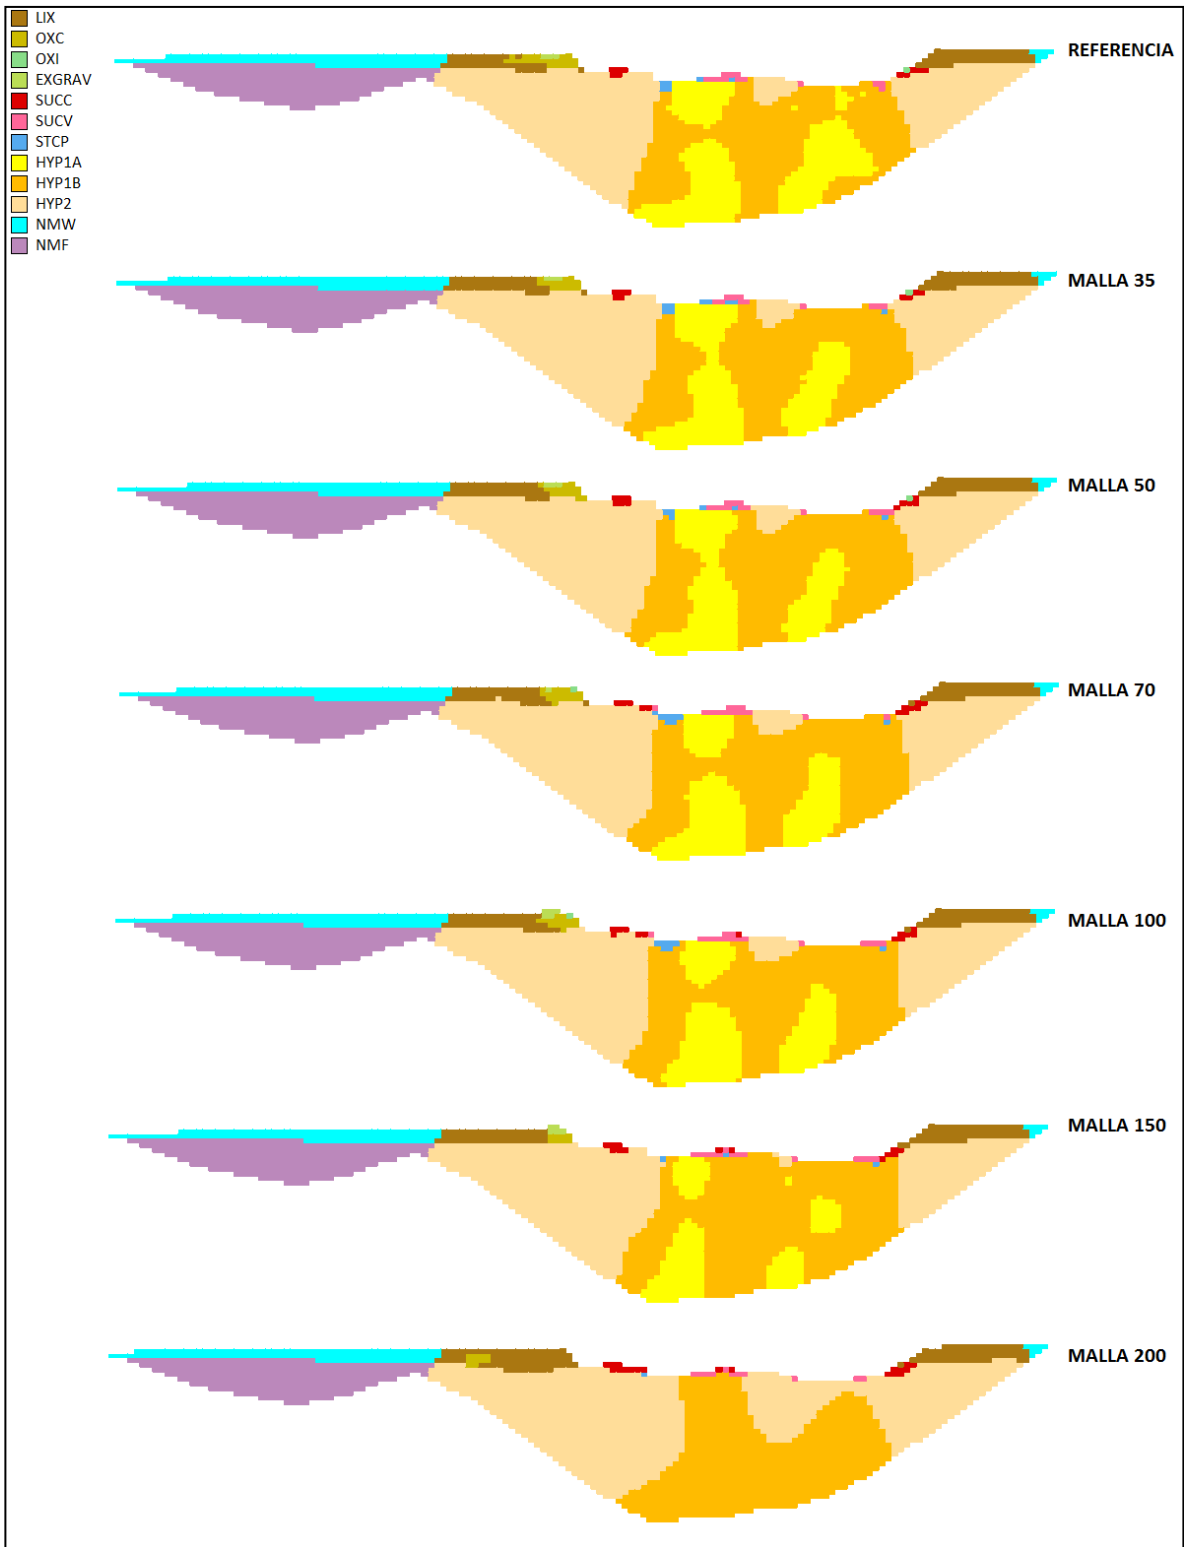 LIX
OXC
OXI
EXGRAV
SUCC
SUCV
STCP
HYP1A
HYP1B
HYP2
NMW
NMF
REFERENCIA
MALLA 35
MALLA 50
MALLA 70
MALLA 100
MALLA 150
MALLA 200